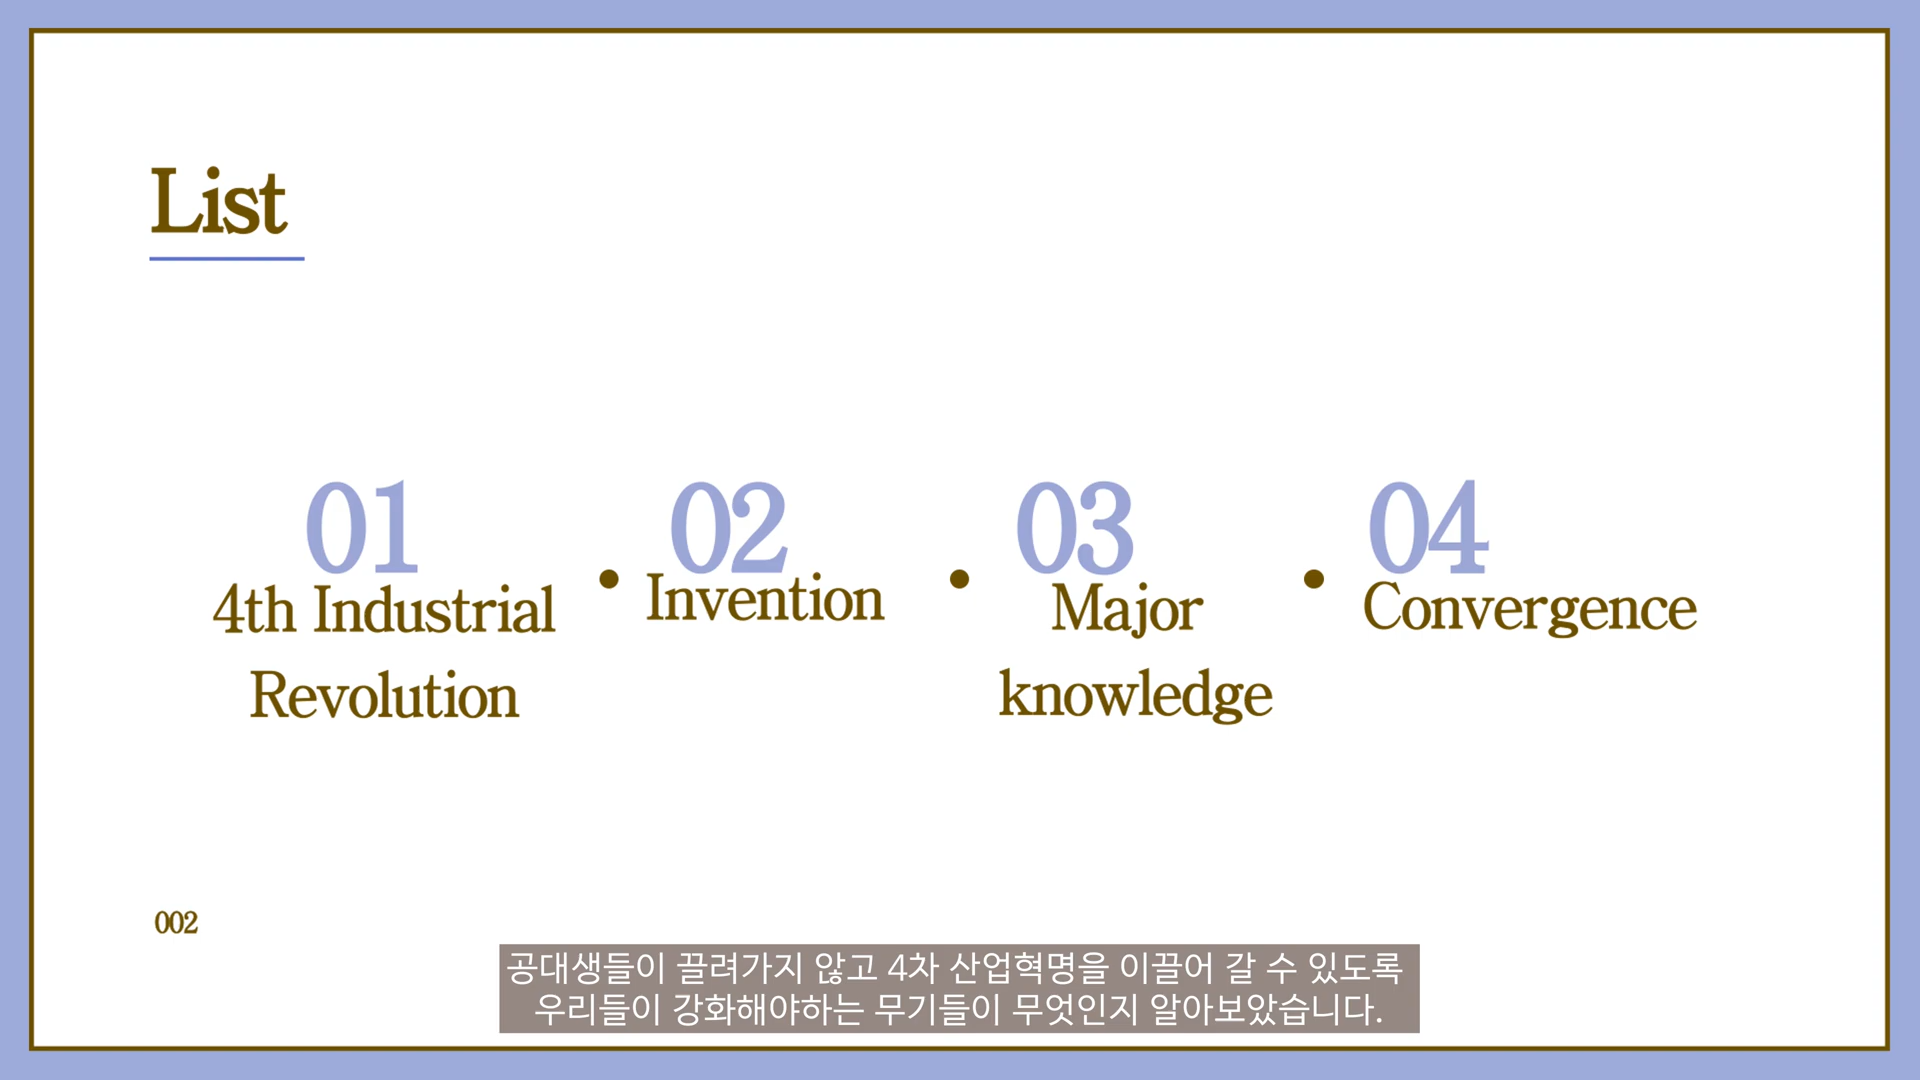 List
01
4th Industrial
Revolution
02
Invention
03
Major
knowledge
04
Convergence
002
공대생들이 끌려가지 않고 4차 산업혁명을 이끌어 갈 수 있도록
우리들이 강화해야하는 무기들이 무엇인지 알아보았습니다.